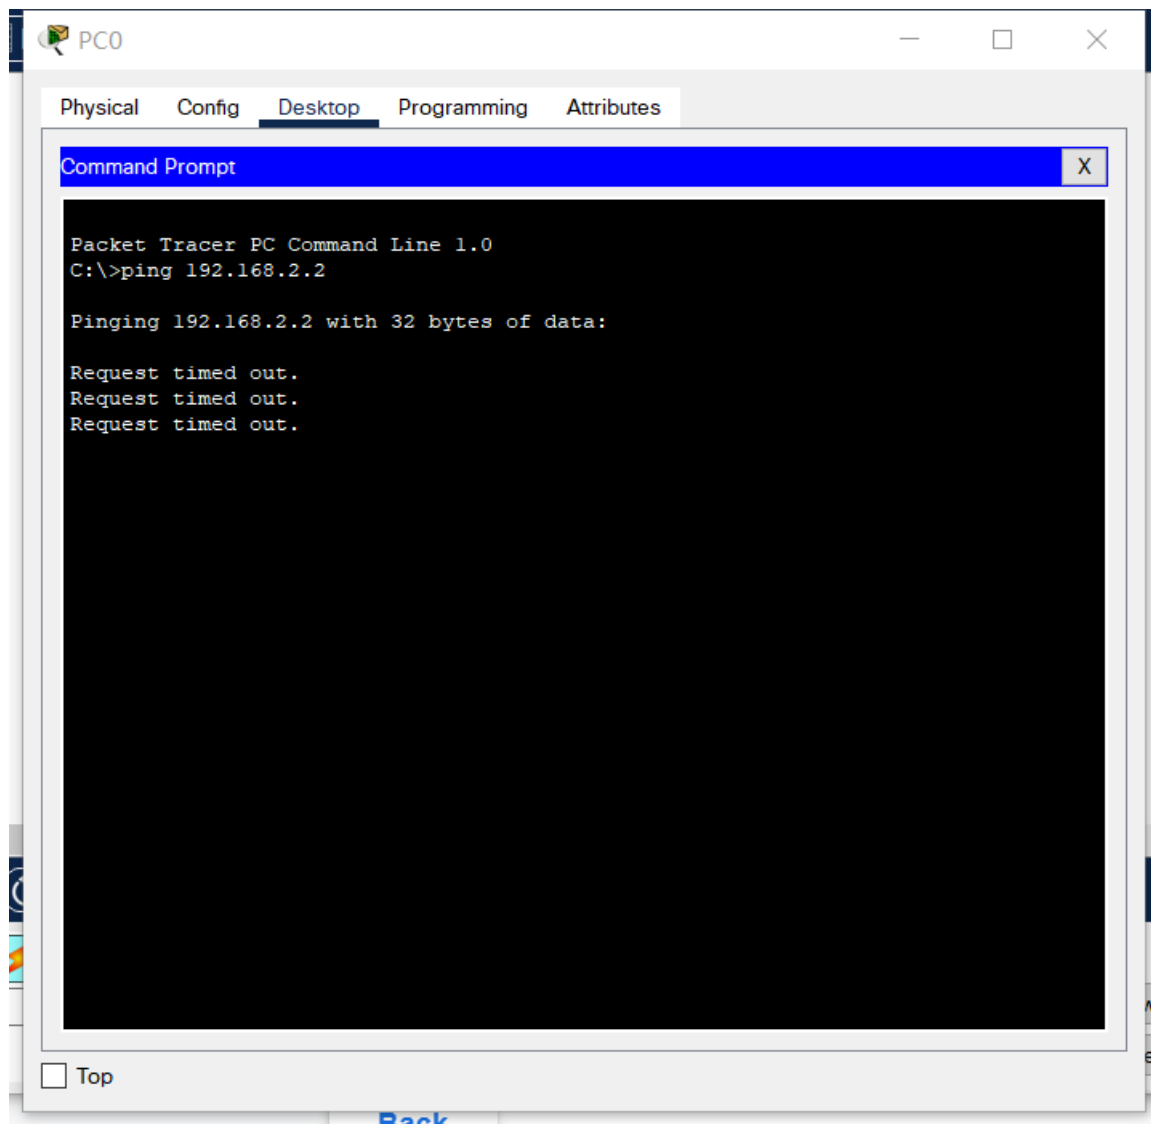 PC0
Physical Config Desktop Programming Attributes
Command Prompt
X
Packet Tracer PC Command Line 1.0
C:\>ping 192.168.2.2
Pinging 192.168.2.2 with 32 bytes of data:
Request timed out.
Request timed out.
Request timed out.
Top
Back